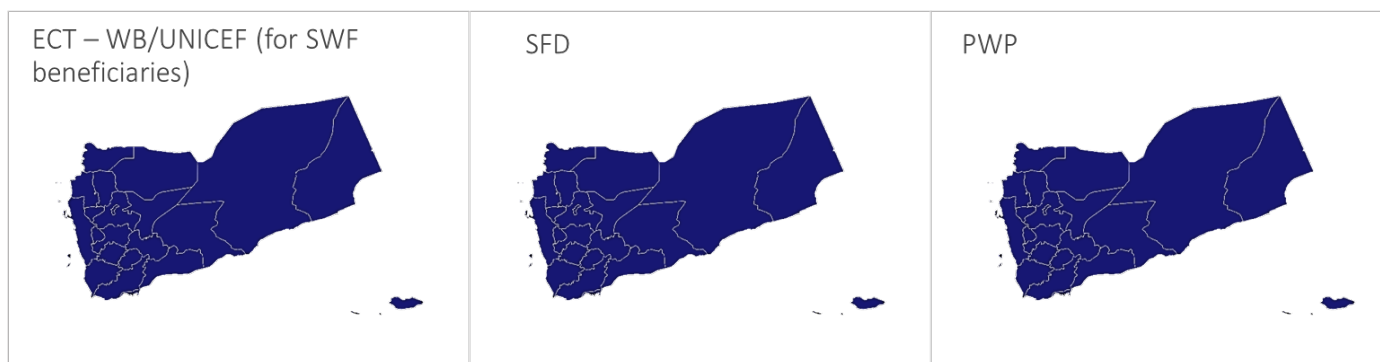 ECT – WB/UNICEF (for SWF
beneficiaries)
SFD
PWP